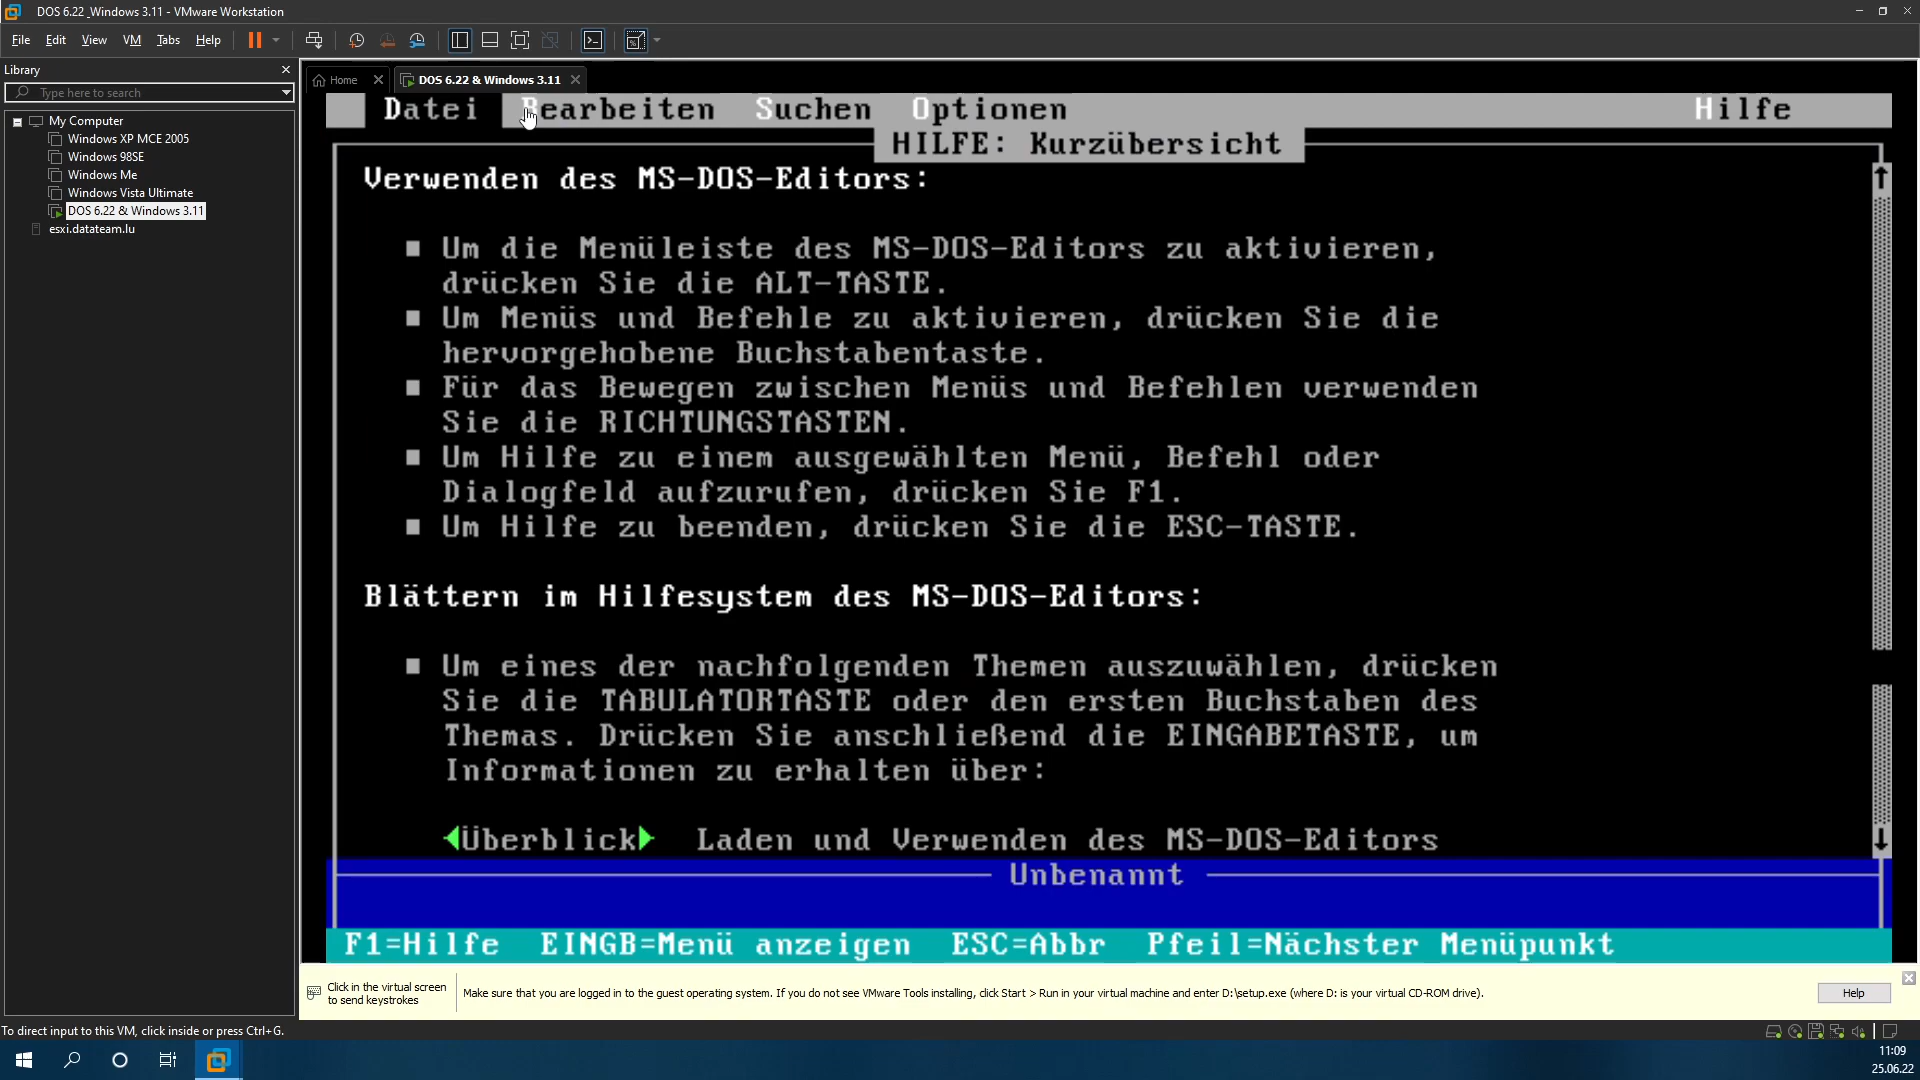 DOS 6.22 _Windows 3.11 - VMware Workstation
File Edit View VM Tabs Help
Library
Type here to search
My Computer
Windows XP MCE 2005
Windows 98SE
Windows Me
Windows Vista Ultimate
DOS 6.22 & Windows 3.11
esxi.datateam.lu
Home DOS 6.22 & Windows 3.11
Datei Bearbeiten Suchen Optionen Hilfe
HILFE: Kurzübersicht
Verwenden des MS-DOS-Editors:
■ Um die Menüleiste des MS-DOS-Editors zu aktivieren,
drücken Sie die ALT-TASTE.
■ Um Menüs und Befehle zu aktivieren, drücken Sie die
hervorgehobene Buchstabentaste.
■ Für das Bewegen zwischen Menüs und Befehlen verwenden
Sie die RICHTUNGSTASTEN.
■ Um Hilfe zu einem ausgewählten Menü, Befehl oder
Dialogfeld aufzurufen, drücken Sie F1.
■ Um Hilfe zu beenden, drücken Sie die ESC-TASTE.
Blättern im Hilfesystem des MS-DOS-Editors:
■ Um eines der nachfolgenden Themen auszuwählen, drücken
Sie die TABULATORTASTE oder den ersten Buchstaben des
Themas. Drücken Sie anschließend die EINGABETASTE, um
Informationen zu erhalten über:
◄Überblick► Laden und Verwenden des MS-DOS-Editors
Unbenannt
F1=Hilfe EINGB=Menü anzeigen ESC=Abbr Pfeil=Nächster Menüpunkt
Click in the virtual screen
to send keystrokes
Make sure that you are logged in to the guest operating system. If you do not see VMware Tools installing, click Start > Run in your virtual machine and enter D:\setup.exe (where D: is your virtual CD-ROM drive).
Help
To direct input to this VM, click inside or press Ctrl+G.
11:09
25.06.22